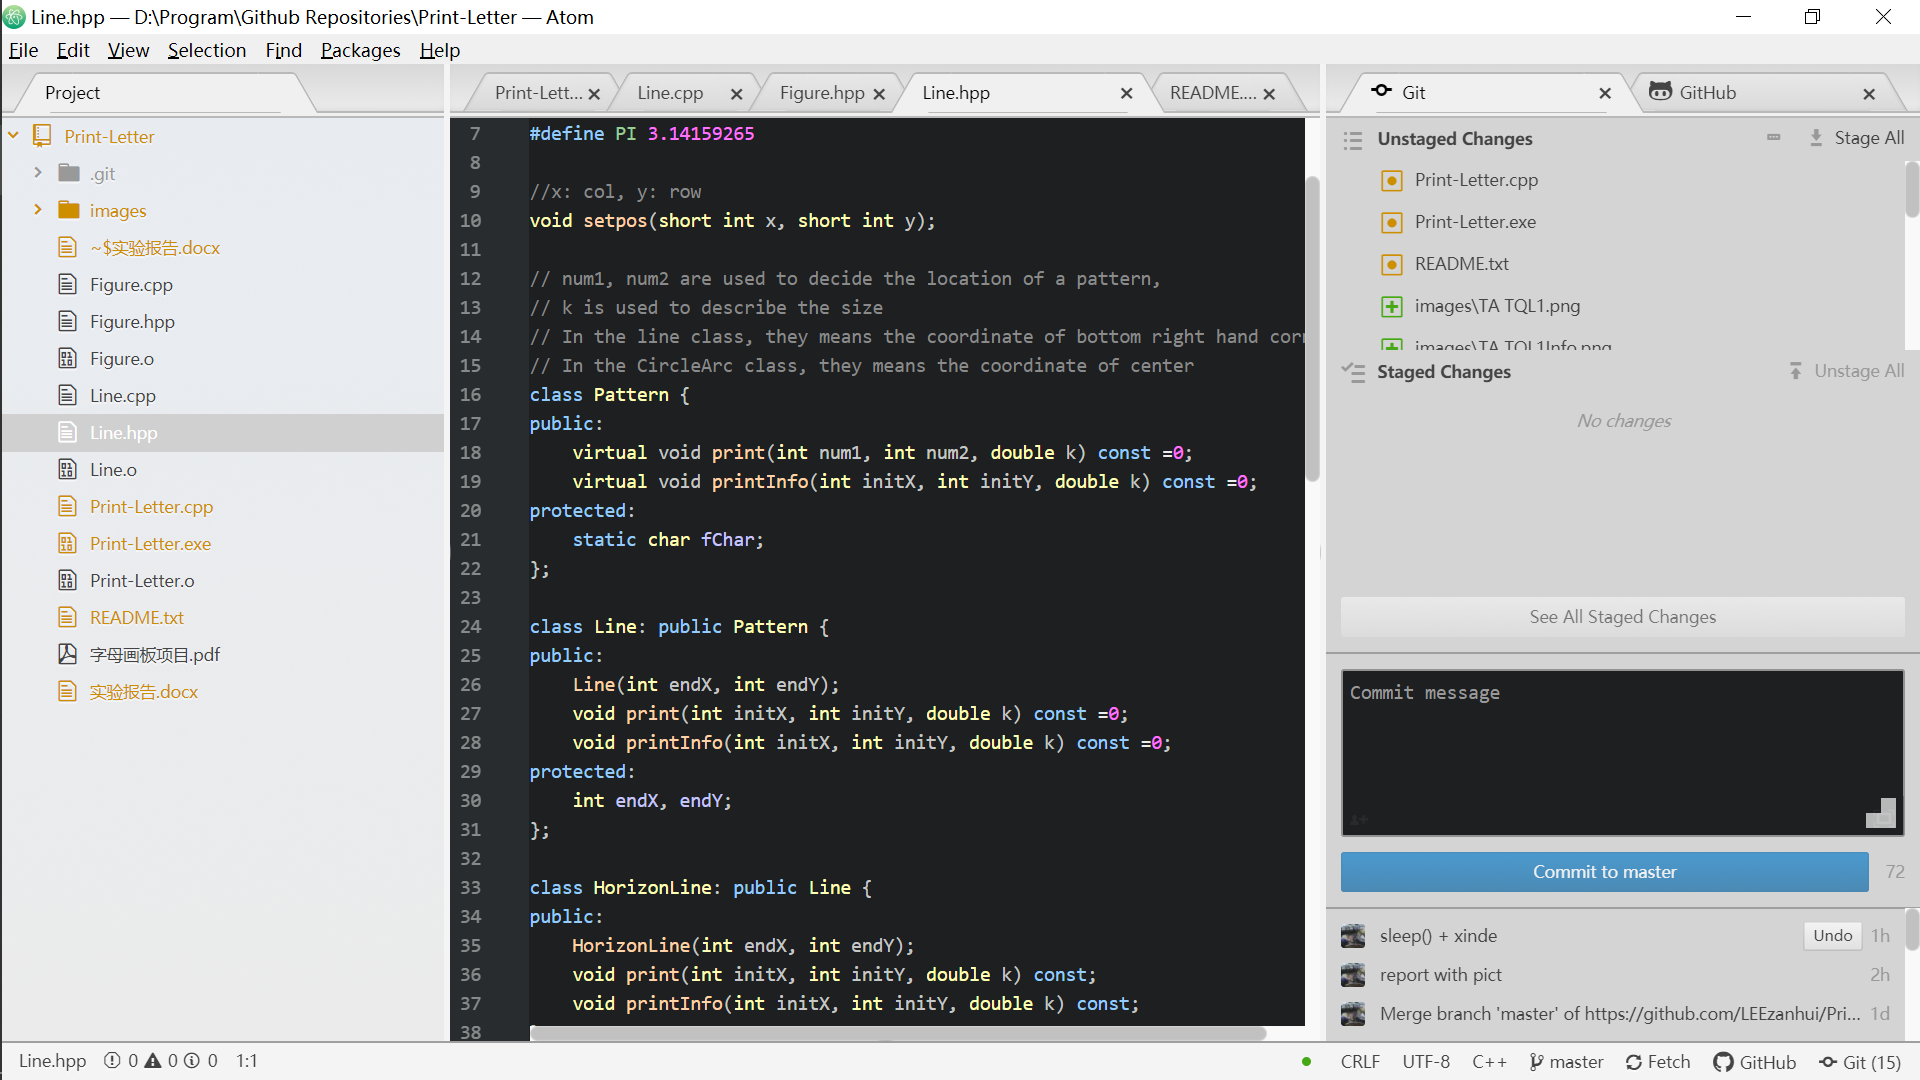 Line.hpp — D:\Program\Github Repositories\Print-Letter — Atom
File Edit View Selection Find Packages Help
Project
Print-Letter
.git
images
~$实验报告.docx
Figure.cpp
Figure.hpp
Figure.o
Line.cpp
Line.hpp
Line.o
Print-Letter.cpp
Print-Letter.exe
Print-Letter.o
README.txt
字母画板项目.pdf
实验报告.docx
Print-Lett... Line.cpp Figure.hpp Line.hpp README....
7 #define PI 3.14159265
8
9 //x: col, y: row
10 void setpos(short int x, short int y);
11
12 // num1, num2 are used to decide the location of a pattern,
13 // k is used to describe the size
14 // In the line class, they means the coordinate of bottom right hand corn
15 // In the CircleArc class, they means the coordinate of center
16 class Pattern {
17 public:
18 virtual void print(int num1, int num2, double k) const =0;
19 virtual void printInfo(int initX, int initY, double k) const =0;
20 protected:
21 static char fChar;
22 };
23
24 class Line: public Pattern {
25 public:
26 Line(int endX, int endY);
27 void print(int initX, int initY, double k) const =0;
28 void printInfo(int initX, int initY, double k) const =0;
29 protected:
30 int endX, endY;
31 };
32
33 class HorizonLine: public Line {
34 public:
35 HorizonLine(int endX, int endY);
36 void print(int initX, int initY, double k) const;
37 void printInfo(int initX, int initY, double k) const;
38
Git GitHub
Unstaged Changes Stage All
Print-Letter.cpp
Print-Letter.exe
README.txt
images\TA TQL1.png
images\TA TQL1Info.png
Staged Changes Unstage All
No changes
See All Staged Changes
Commit message
Commit to master 72
sleep() + xinde Undo 1h
report with pict 2h
Merge branch 'master' of https://github.com/LEEzanhui/Pri... 1d
Line.hpp 0 0 0 1:1 CRLF UTF-8 C++ master Fetch GitHub Git (15)